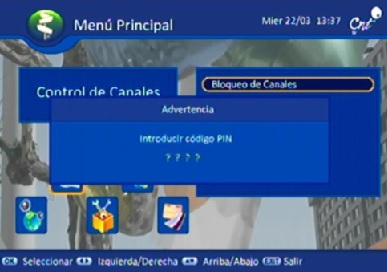 Menú Principal
Mier 22/03 13:37
Control de Canales
Bloqueo de Canales
Advertencia
Introducir código PIN
? ? ? ?
OK Seleccionar Izquierda/Derecha Arriba/Abajo EXIT Salir